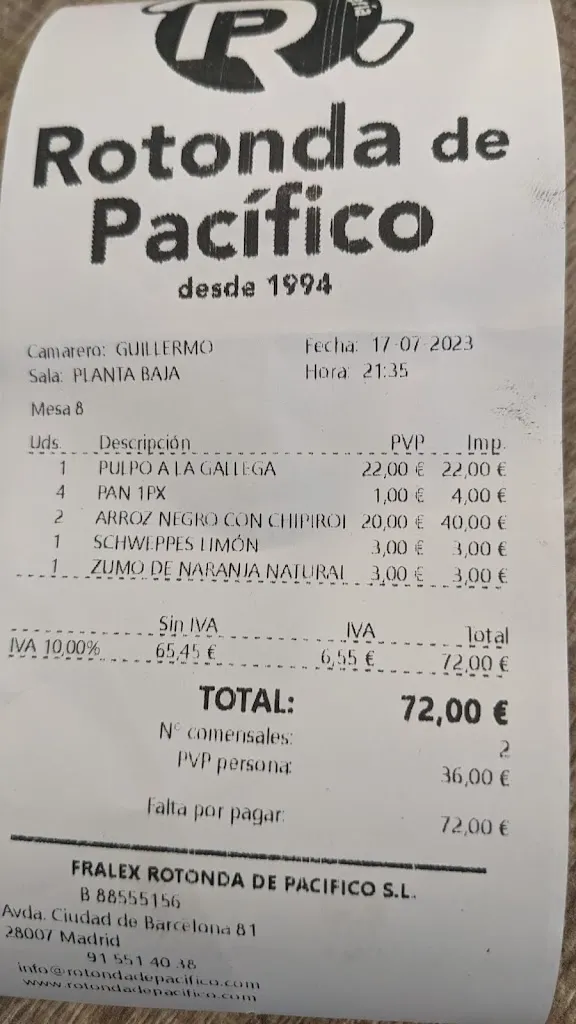 Rotonda de
Pacífico
desde 1994
Camarero: GUILLERMO Fecha: 17-07-2023
Sala: PLANTA BAJA Hora: 21:35
Mesa 8
Uds. Descripción PVP Imp.
1 PULPO A LA GALLEGA 22,00 € 22,00 €
4 PAN 1PX 1,00 € 4,00 €
2 ARROZ NEGRO CON CHIPIROI 20,00 € 40,00 €
1 SCHWEPPES LIMÓN 3,00 € 3,00 €
1 ZUMO DE NARANJA NATURAL 3,00 € 3,00 €
Sin IVA IVA Total
IVA 10,00% 65,45 € 6,55 € 72,00 €
TOTAL: 72,00 €
Nº comensales: 2
PVP persona: 36,00 €
Falta por pagar: 72,00 €
FRALEX ROTONDA DE PACIFICO S.L.
B 88555156
Avda. Ciudad de Barcelona 81
28007 Madrid
91 551 40 38
info@rotondadepacifico.com
www.rotondadepacifico.com